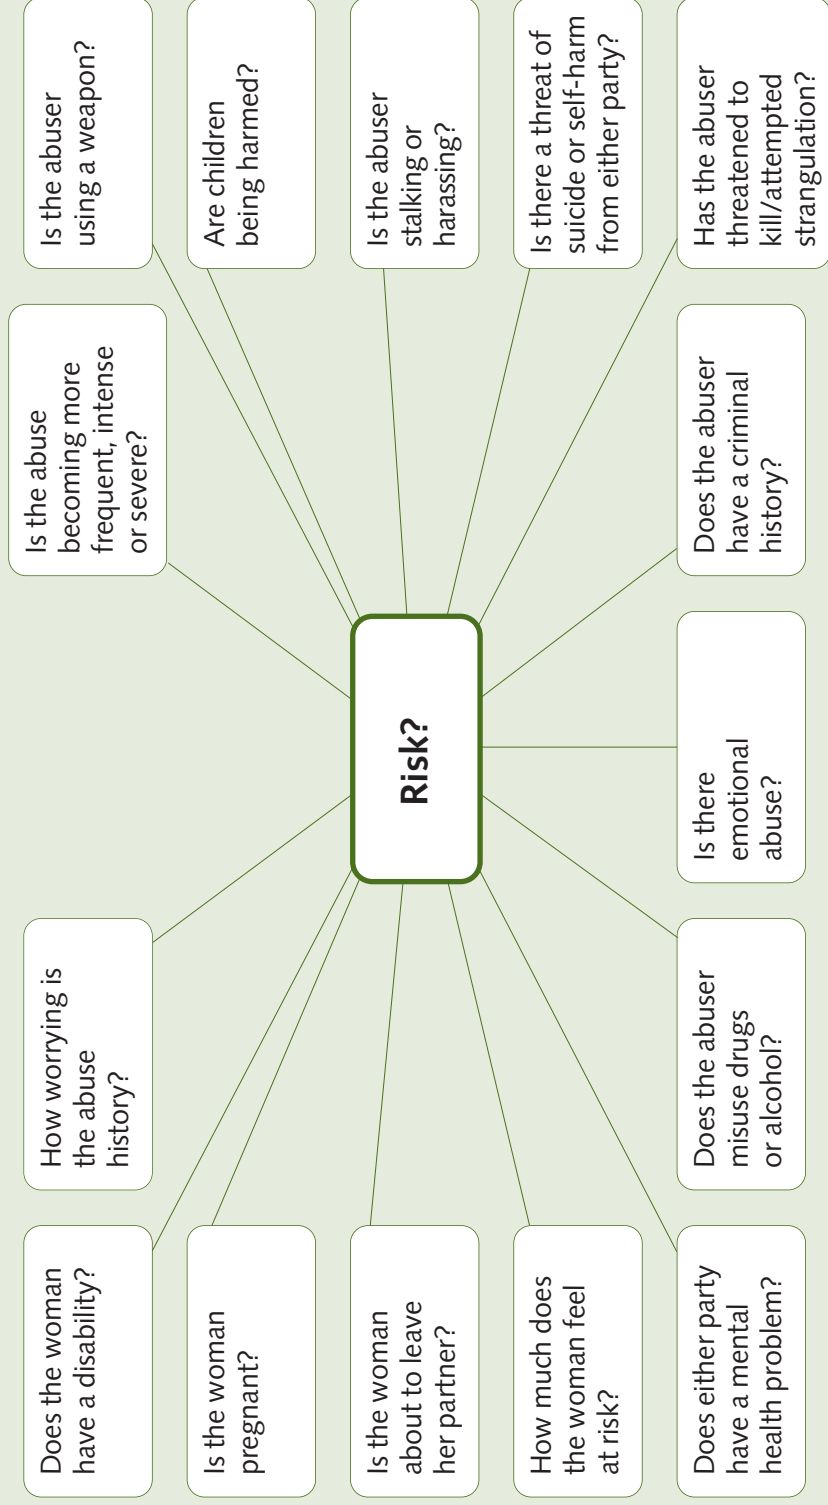 Does the woman
have a disability?
How worrying is
the abuse
history?
Is the abuse
becoming more
frequent, intense
or severe?
Is the abuser
using a weapon?
Is the woman
pregnant?
Are children
being harmed?
Is the woman
about to leave
her partner?
Risk?
Is the abuser
stalking or
harassing?
How much does
the woman feel
at risk?
Is there a threat of
suicide or self-harm
from either party?
Does either party
have a mental
health problem?
Does the abuser
misuse drugs
or alcohol?
Is there
emotional
abuse?
Does the abuser
have a criminal
history?
Has the abuser
threatened to
kill/attempted
strangulation?